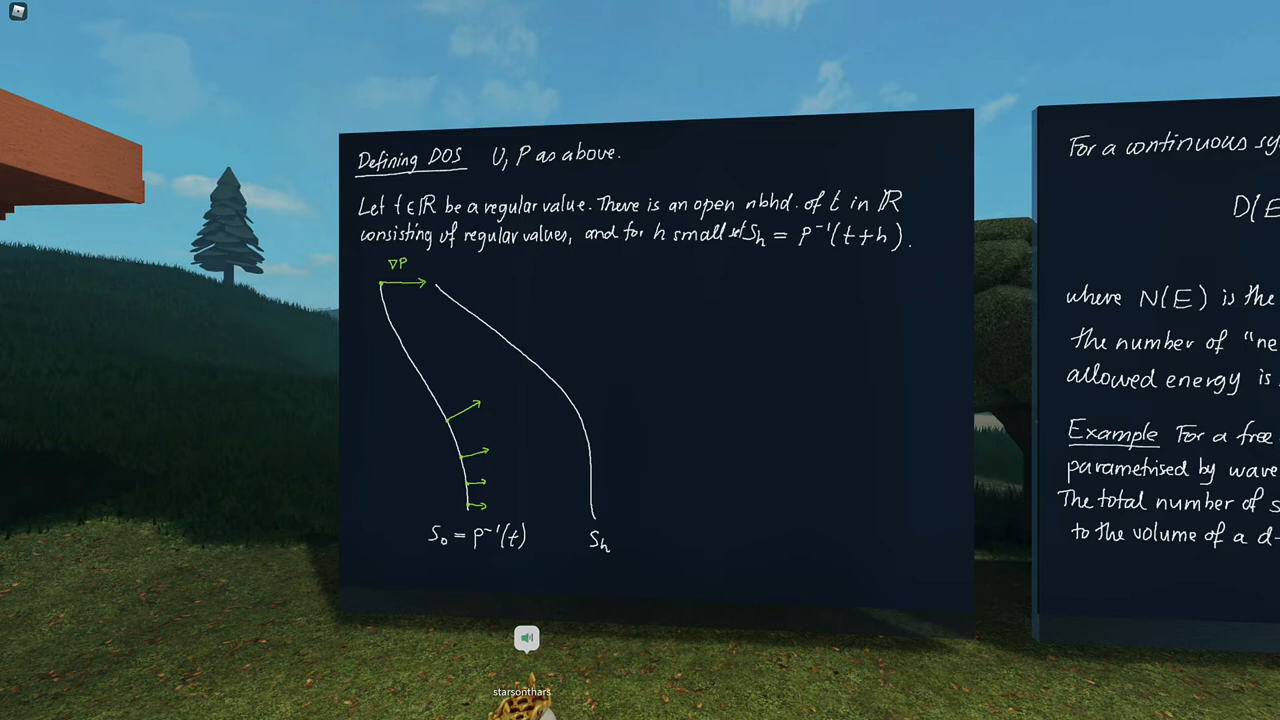 Defining DOS U, P as above.
Let t ∈ ℝ be a regular value. There is an open nbhd. of t in ℝ
consisting of regular values, and for h small set S_h = P⁻¹(t+h).
∇P
S₀ = P⁻¹(t)
S_h
For a continuous sy
D(E
where N(E) is the
the number of "ne
allowed energy is
Example For a free
parametrised by wave
The total number of s
to the volume of a d-
starsonthars